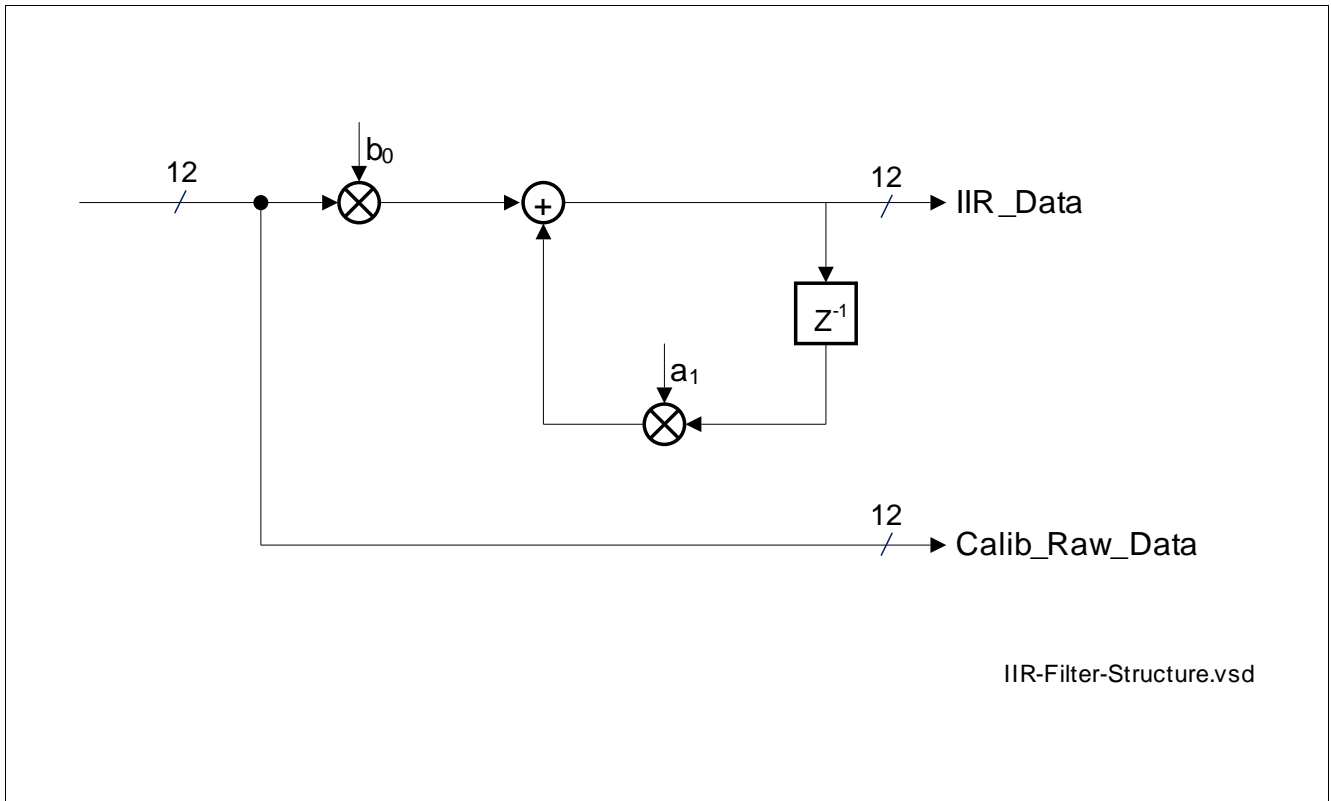 b₀
12
12
IIR_Data
+
Z⁻¹
a₁
12
Calib_Raw_Data
IIR-Filter-Structure.vsd